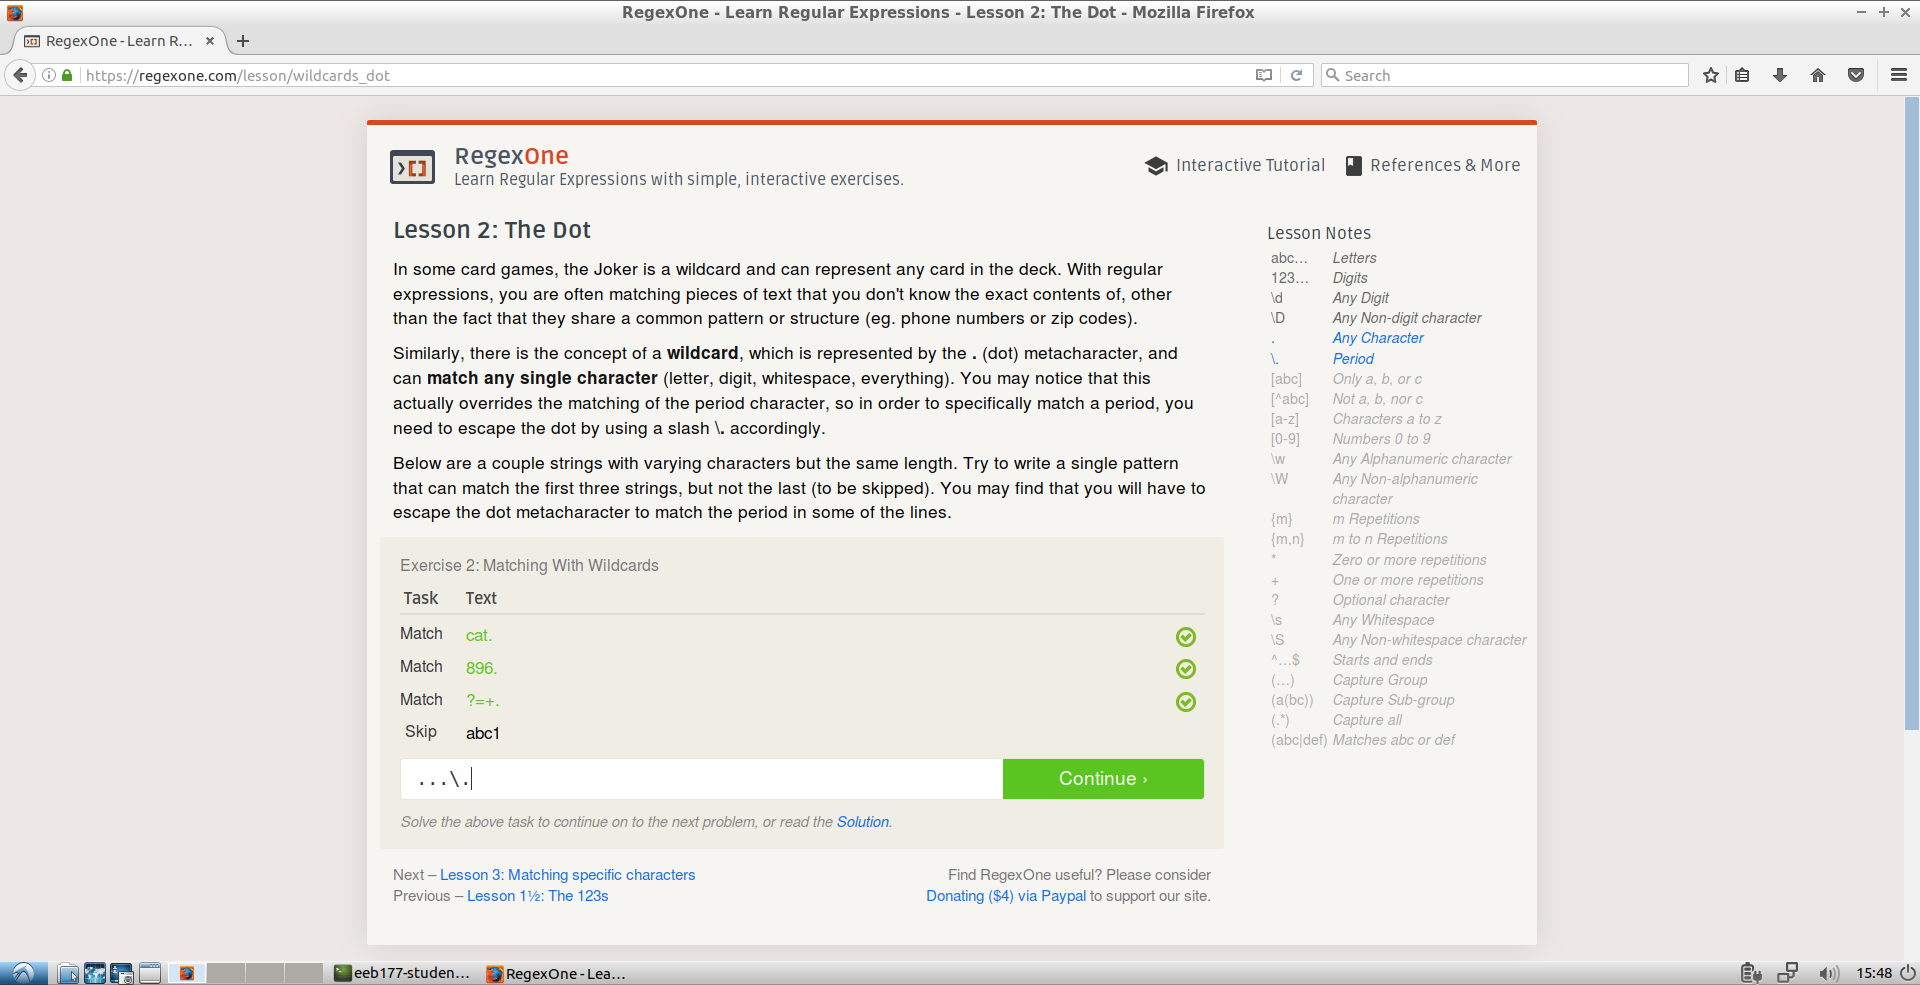 RegexOne - Learn Regular Expressions - Lesson 2: The Dot - Mozilla Firefox
RegexOne - Learn R...
https://regexone.com/lesson/wildcards_dot
Search
RegexOne
Learn Regular Expressions with simple, interactive exercises.
Interactive Tutorial
References & More
Lesson 2: The Dot
In some card games, the Joker is a wildcard and can represent any card in the deck. With regular
expressions, you are often matching pieces of text that you don't know the exact contents of, other
than the fact that they share a common pattern or structure (eg. phone numbers or zip codes).
Similarly, there is the concept of a wildcard, which is represented by the . (dot) metacharacter, and
can match any single character (letter, digit, whitespace, everything). You may notice that this
actually overrides the matching of the period character, so in order to specifically match a period, you
need to escape the dot by using a slash \. accordingly.
Below are a couple strings with varying characters but the same length. Try to write a single pattern
that can match the first three strings, but not the last (to be skipped). You may find that you will have to
escape the dot metacharacter to match the period in some of the lines.
Exercise 2: Matching With Wildcards
Task Text
Match cat.
Match 896.
Match ?=+.
Skip abc1
...\.
Continue ›
Solve the above task to continue on to the next problem, or read the Solution.
Next – Lesson 3: Matching specific characters
Previous – Lesson 1½: The 123s
Find RegexOne useful? Please consider
Donating ($4) via Paypal to support our site.
Lesson Notes
abc... Letters
123... Digits
\d Any Digit
\D Any Non-digit character
. Any Character
\. Period
[abc] Only a, b, or c
[^abc] Not a, b, nor c
[a-z] Characters a to z
[0-9] Numbers 0 to 9
\w Any Alphanumeric character
\W Any Non-alphanumeric
character
{m} m Repetitions
{m,n} m to n Repetitions
* Zero or more repetitions
+ One or more repetitions
? Optional character
\s Any Whitespace
\S Any Non-whitespace character
^...$ Starts and ends
(...) Capture Group
(a(bc)) Capture Sub-group
(.*) Capture all
(abc|def) Matches abc or def
eeb177-studen...
RegexOne - Lea...
15:48